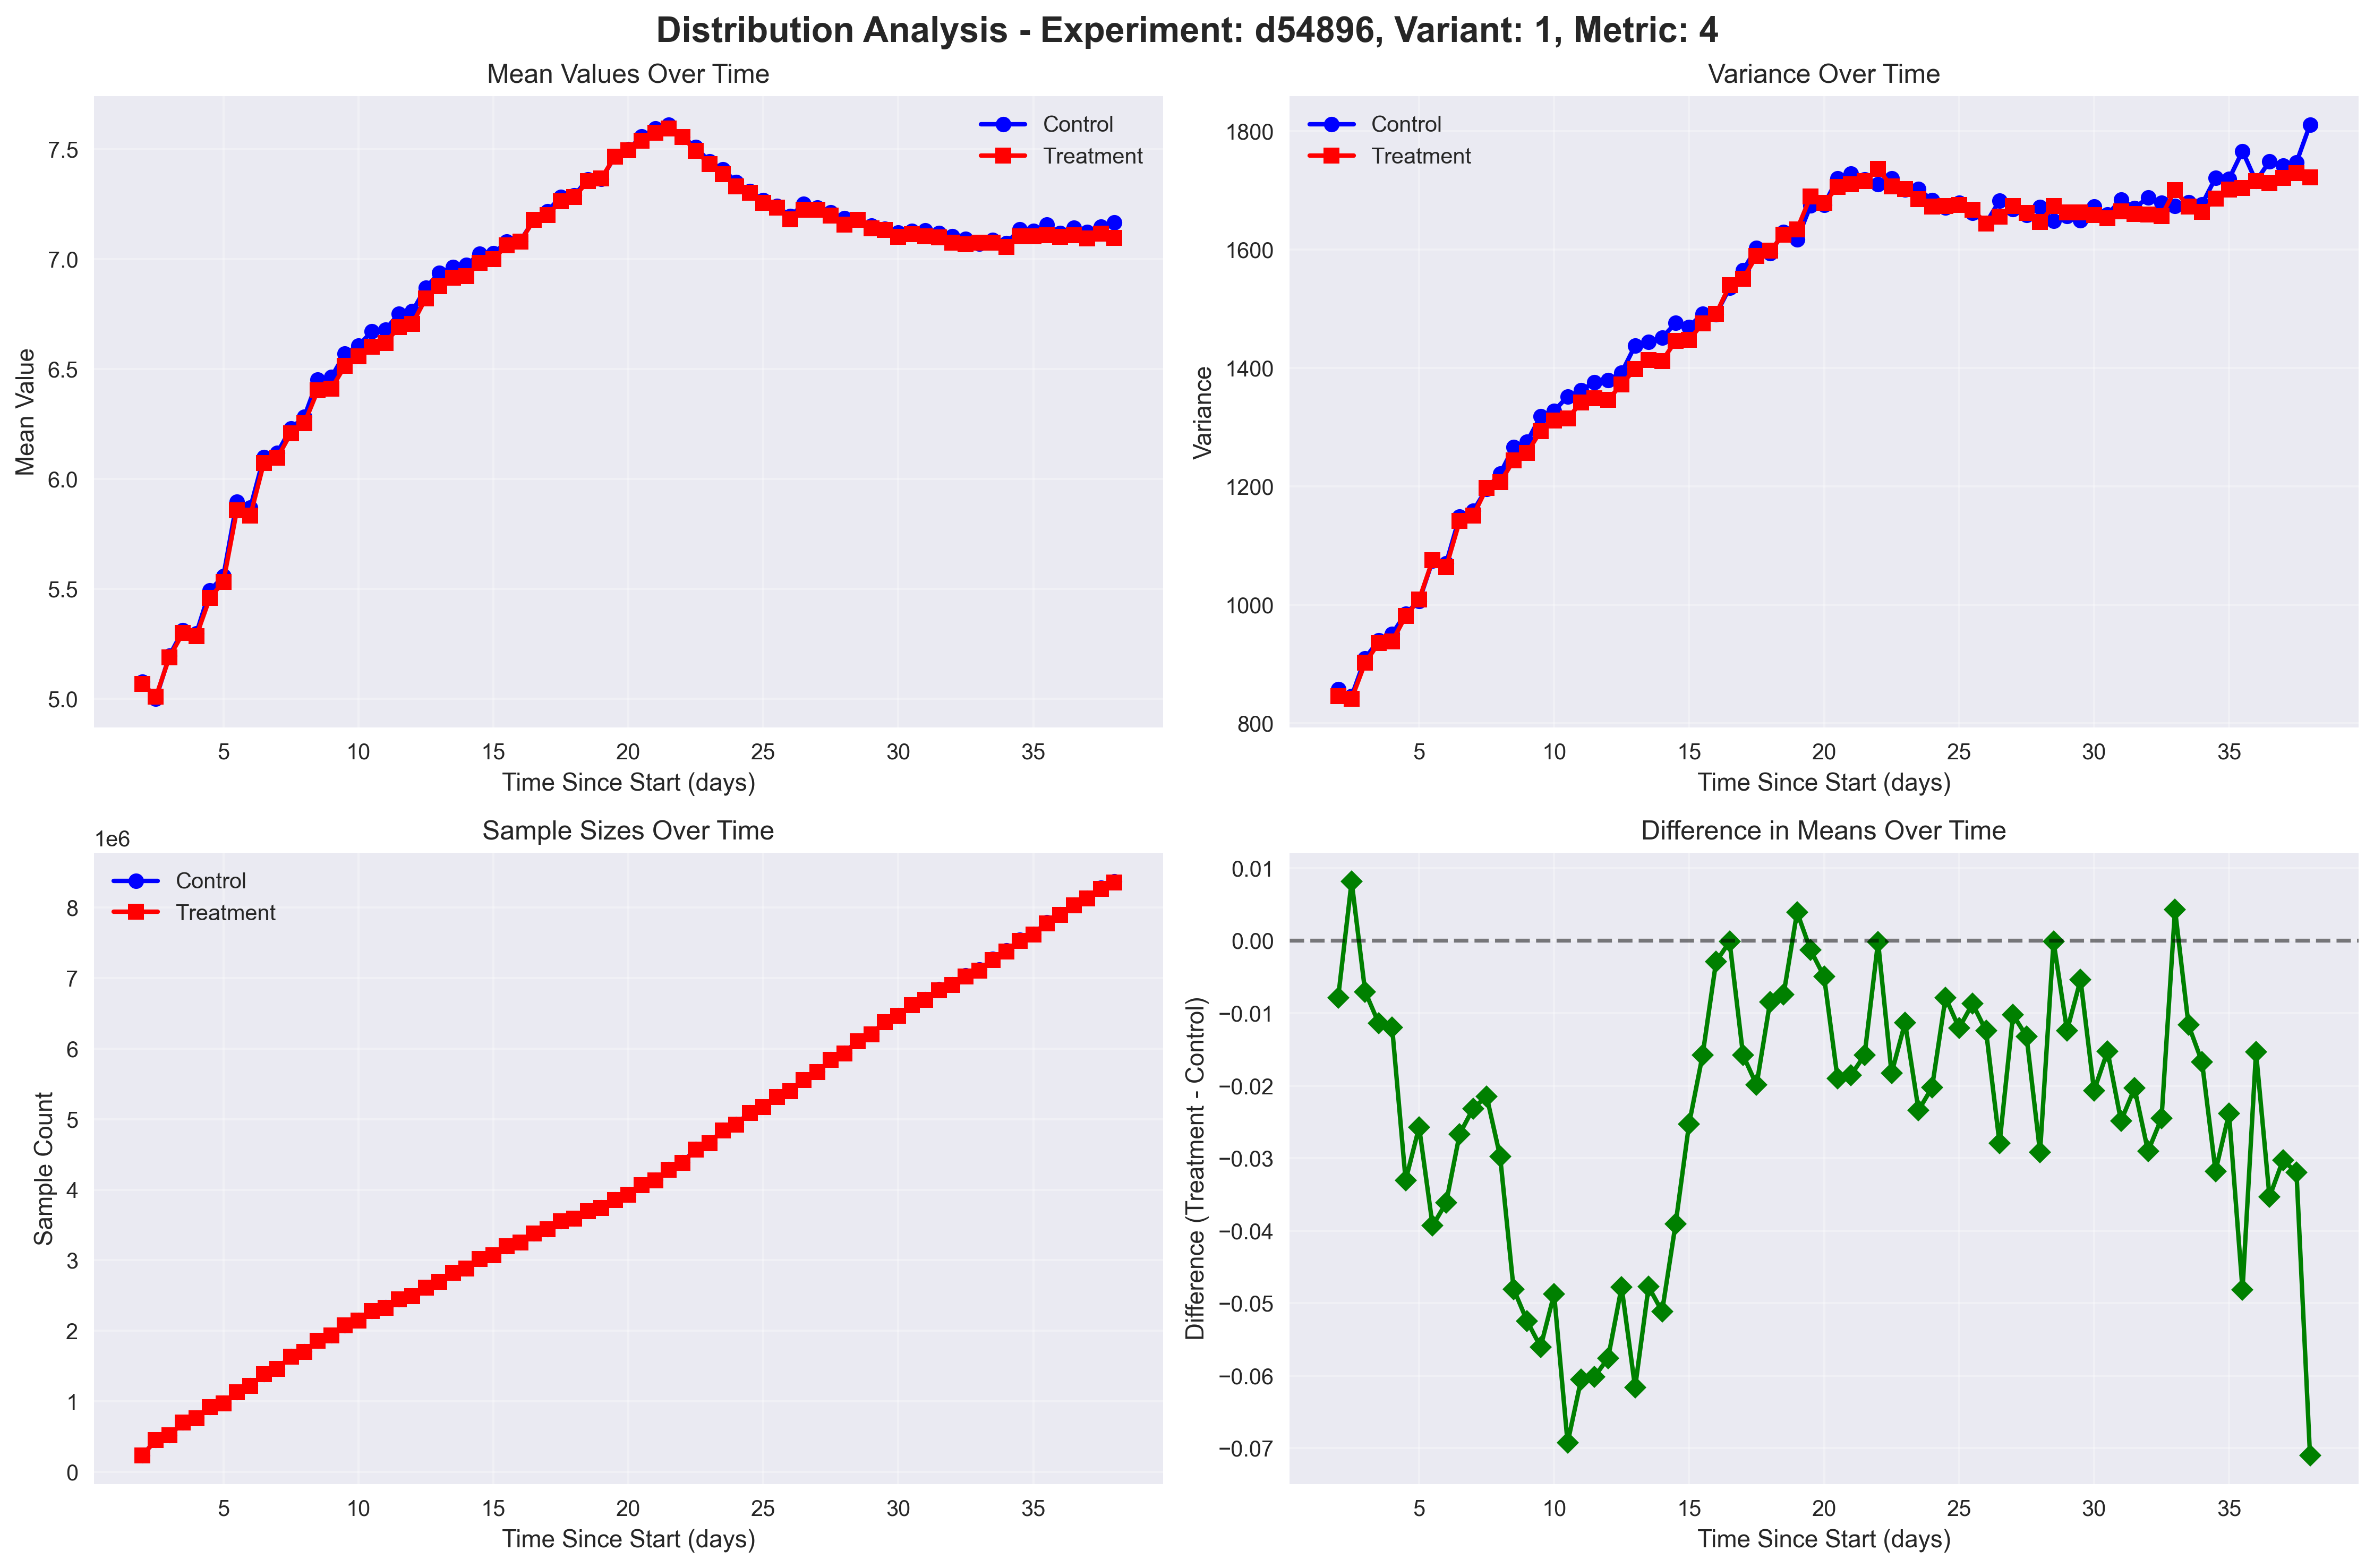 Distribution Analysis - Experiment: d54896, Variant: 1, Metric: 4
Mean Values Over Time
Control
Treatment
7.5
7.0
6.5
6.0
5.5
5.0
Mean Value
5 10 15 20 25 30 35
Time Since Start (days)
Variance Over Time
Control
Treatment
1800
1600
1400
1200
1000
800
Variance
5 10 15 20 25 30 35
Time Since Start (days)
Sample Sizes Over Time
1e6
Control
Treatment
8
7
6
5
4
3
2
1
0
Sample Count
5 10 15 20 25 30 35
Time Since Start (days)
Difference in Means Over Time
0.01
0.00
−0.01
−0.02
−0.03
−0.04
−0.05
−0.06
−0.07
Difference (Treatment - Control)
5 10 15 20 25 30 35
Time Since Start (days)